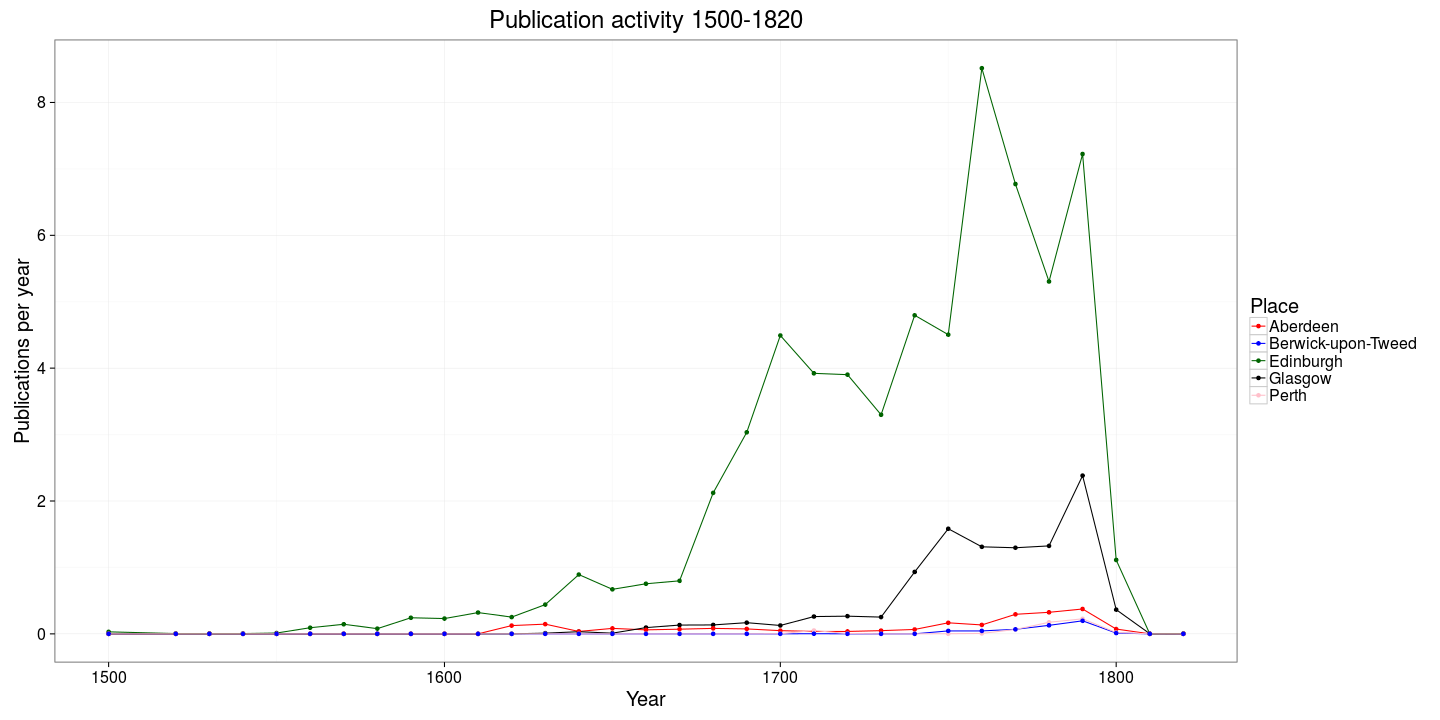 Publication activity 1500-1820
Publications per year
8
6
4
2
0
1500 1600 1700 1800
Year
Place
Aberdeen
Berwick-upon-Tweed
Edinburgh
Glasgow
Perth